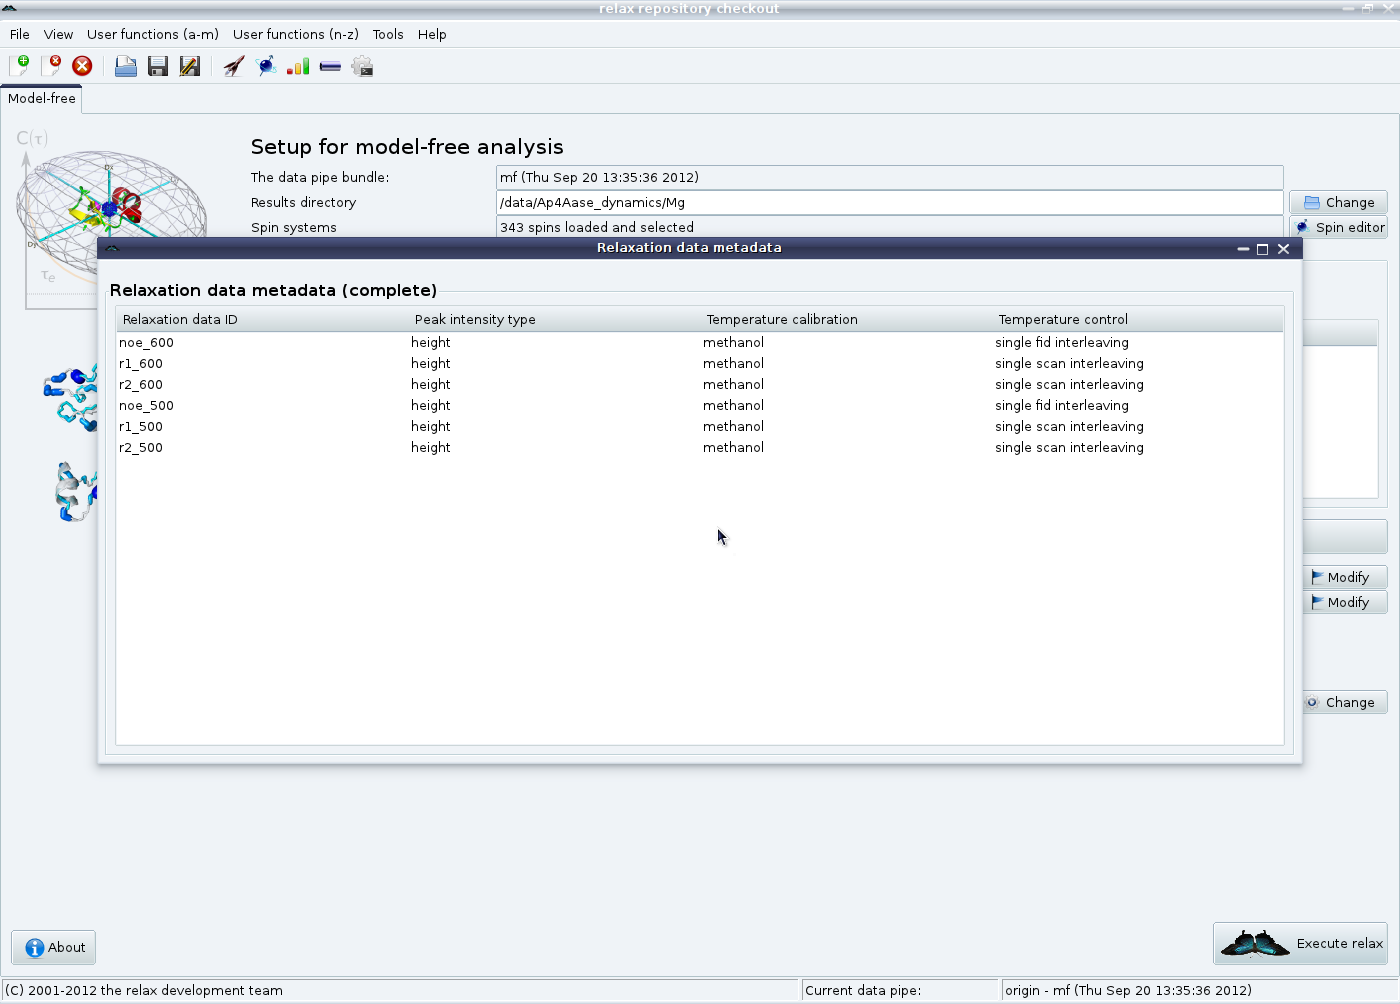 relax repository checkout
File View User functions (a-m) User functions (n-z) Tools Help
Model-free
C(τ)
Setup for model-free analysis
The data pipe bundle: mf (Thu Sep 20 13:35:36 2012)
Results directory /data/Ap4Aase_dynamics/Mg Change
Spin systems 343 spins loaded and selected Spin editor
Relaxation data metadata
τe
Relaxation data metadata (complete)
Relaxation data ID Peak intensity type Temperature calibration Temperature control
noe_600 height methanol single fid interleaving
r1_600 height methanol single scan interleaving
r2_600 height methanol single scan interleaving
noe_500 height methanol single fid interleaving
r1_500 height methanol single scan interleaving
r2_500 height methanol single scan interleaving
Modify
Modify
Change
About
Execute relax
(C) 2001-2012 the relax development team Current data pipe: origin - mf (Thu Sep 20 13:35:36 2012)